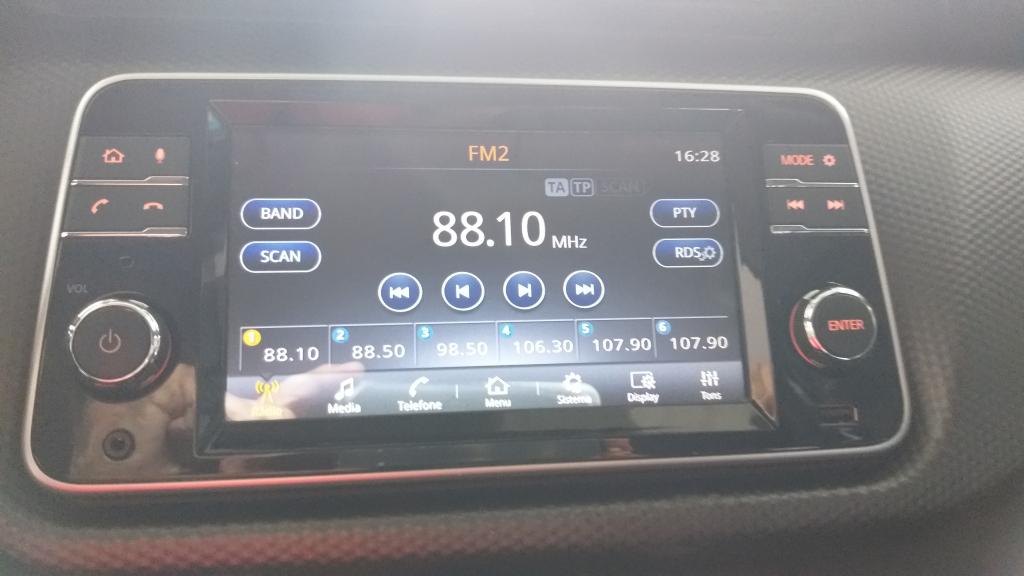 FM2
16:28
MODE
TA TP SCAN
BAND
88.10 MHz
PTY
SCAN
RDS
VOL
ENTER
1 88.10
2 88.50
3 98.50
4 106.30
5 107.90
6 107.90
Media
Telefone
Menu
Sistema
Display
Tons